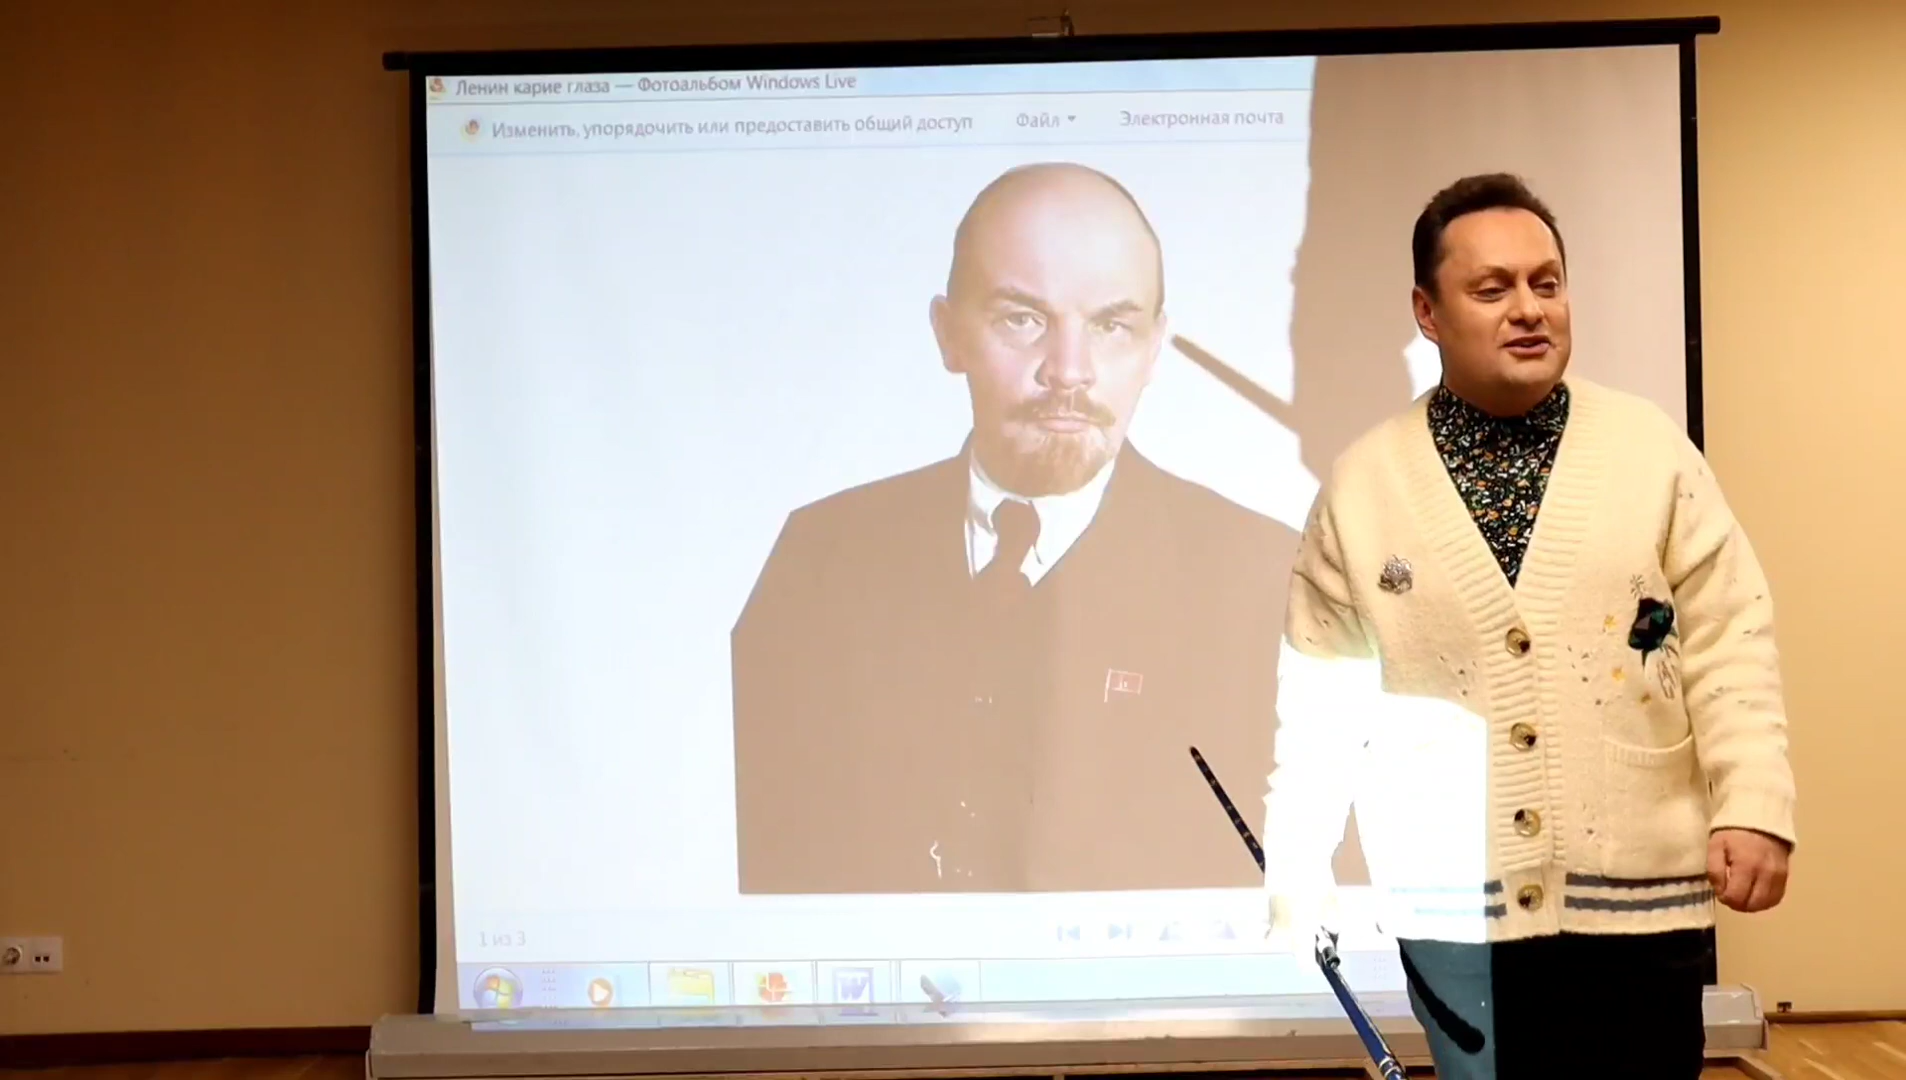 Ленин карие глаза — Фотоальбом Windows Live
Изменить, упорядочить или предоставить общий доступ Файл Электронная почта
1 из 3
W